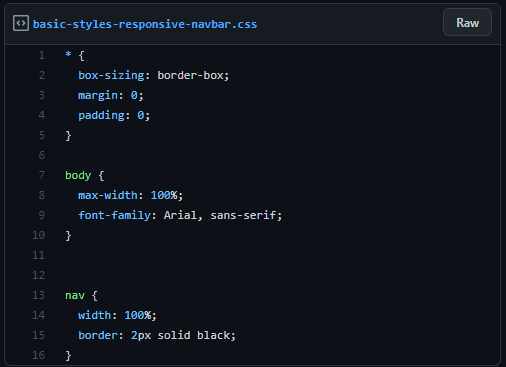 basic-styles-responsive-navbar.css
Raw
1 * {
2 box-sizing: border-box;
3 margin: 0;
4 padding: 0;
5 }
6
7 body {
8 max-width: 100%;
9 font-family: Arial, sans-serif;
10 }
11
12
13 nav {
14 width: 100%;
15 border: 2px solid black;
16 }